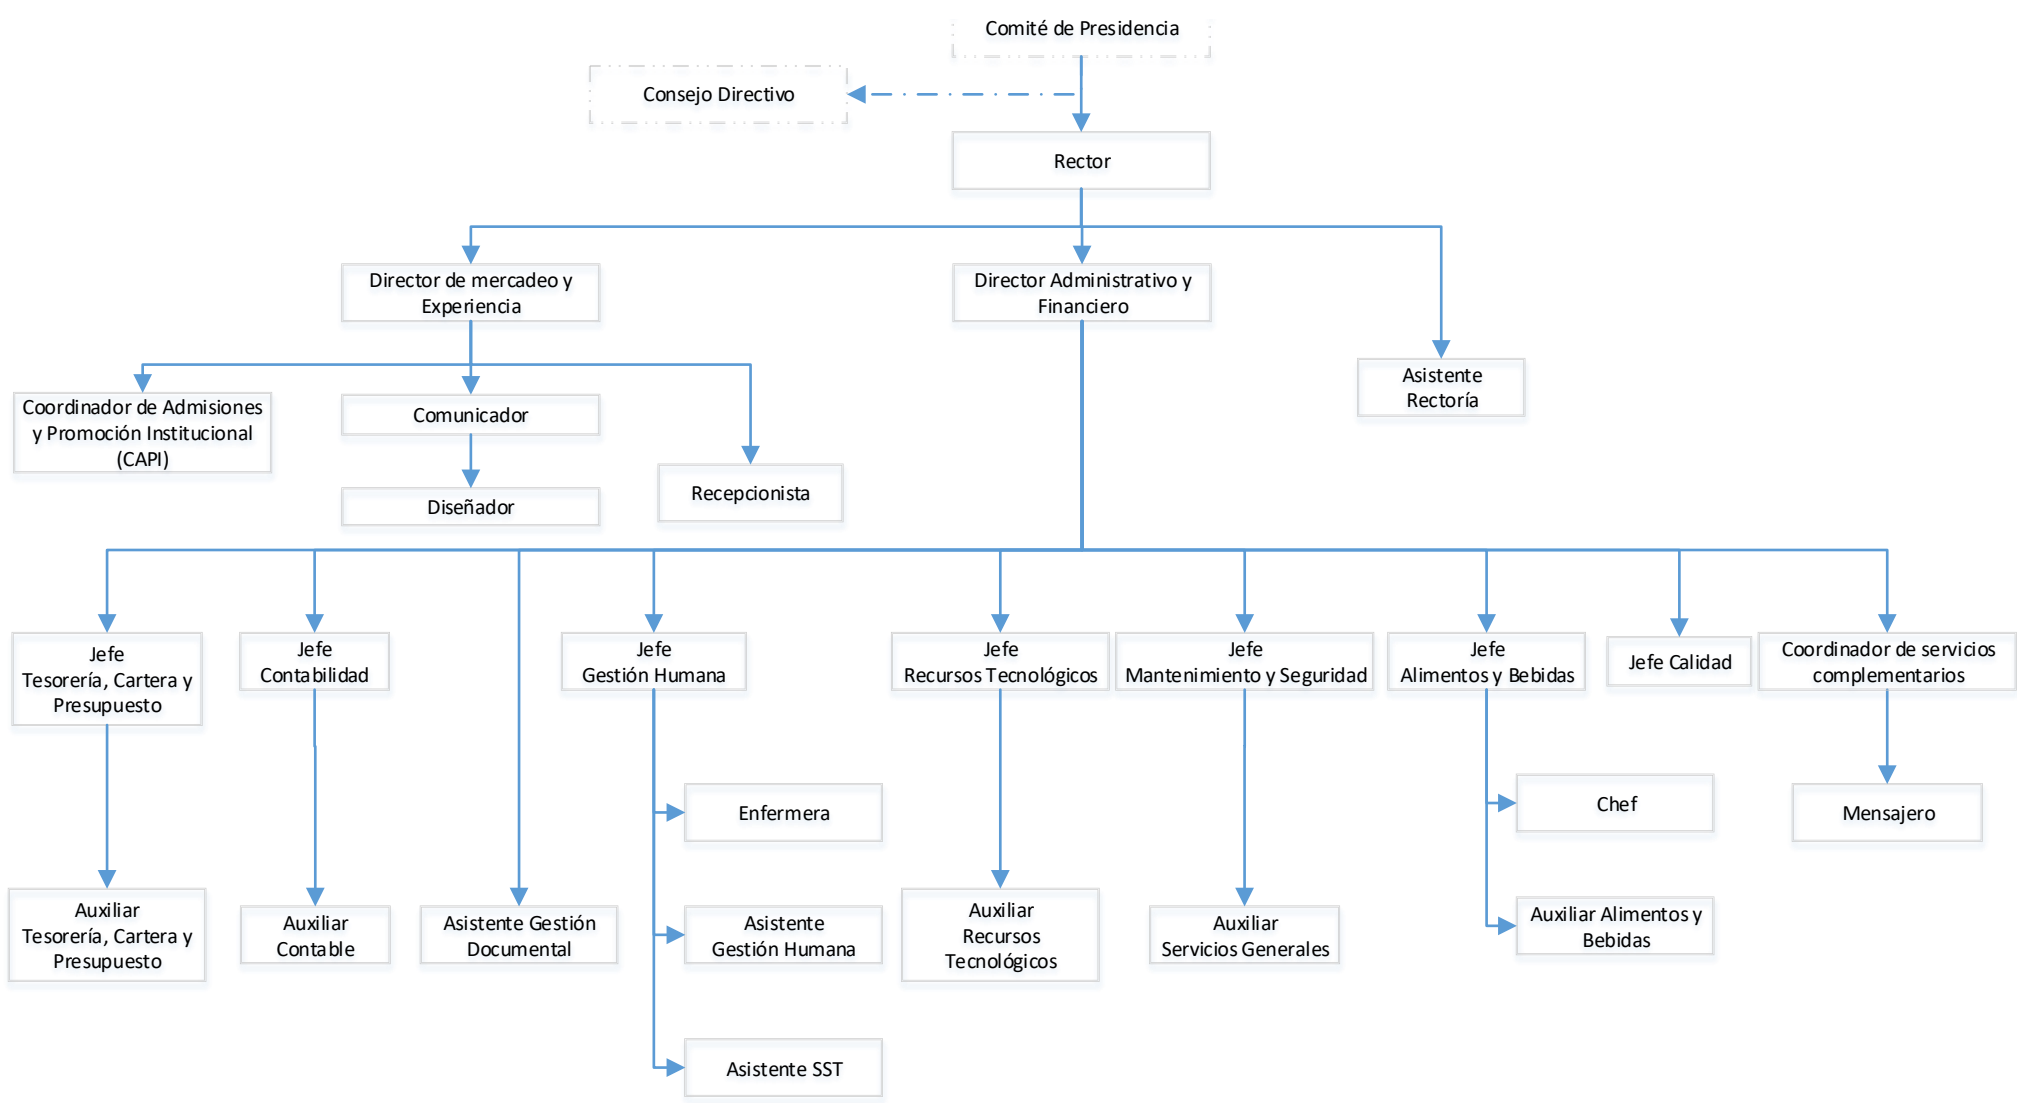 Comité de Presidencia
Consejo Directivo
Rector
Director de mercadeo y
Experiencia
Director Administrativo y
Financiero
Asistente
Rectoría
Coordinador de Admisiones
y Promoción Institucional
(CAPI)
Comunicador
Diseñador
Recepcionista
Jefe
Tesorería, Cartera y
Presupuesto
Jefe
Contabilidad
Jefe
Gestión Humana
Jefe
Recursos Tecnológicos
Jefe
Mantenimiento y Seguridad
Jefe
Alimentos y Bebidas
Jefe Calidad
Coordinador de servicios
complementarios
Enfermera
Chef
Mensajero
Auxiliar
Tesorería, Cartera y
Presupuesto
Auxiliar
Contable
Asistente Gestión
Documental
Asistente
Gestión Humana
Auxiliar
Recursos
Tecnológicos
Auxiliar
Servicios Generales
Auxiliar Alimentos y
Bebidas
Asistente SST